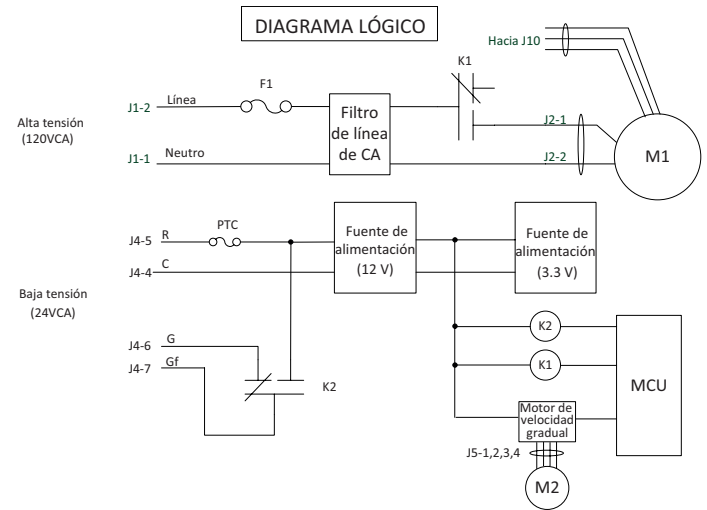 DIAGRAMA LÓGICO
Hacia J10
K1
F1
J1-2 Línea
Alta tensión
(120VCA)
Filtro
de línea
de CA
J2-1
J1-1 Neutro
J2-2
M1
J4-5 R
PTC
J4-4 C
Fuente de
alimentación
(12 V)
Fuente de
alimentación
(3.3 V)
Baja tensión
(24VCA)
K2
J4-6 G
J4-7 Gf
K1
K2
MCU
Motor de
velocidad
gradual
J5-1,2,3,4
M2